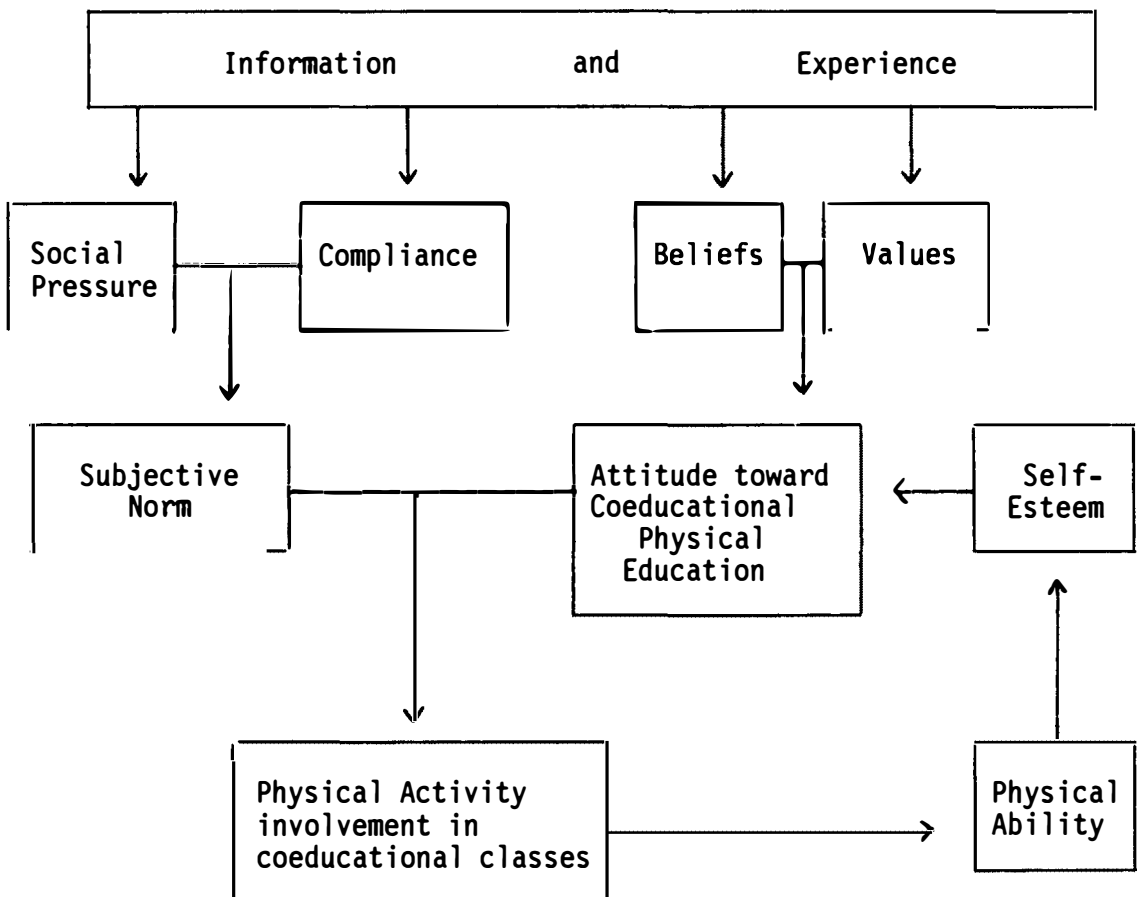 Information and Experience
Social
Pressure
Compliance
Beliefs
Values
Subjective
Norm
Attitude toward
Coeducational
Physical
Education
Self-
Esteem
Physical Activity
involvement in
coeducational classes
Physical
Ability